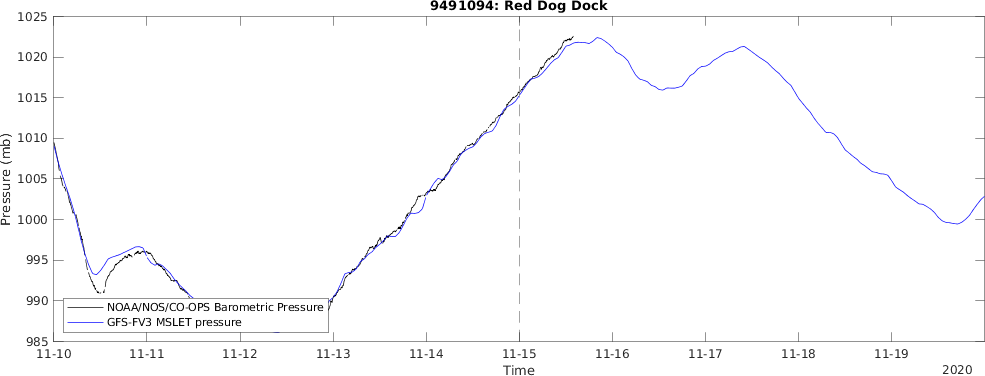 9491094: Red Dog Dock
1025
1020
1015
1010
1005
1000
995
990
985
Pressure (mb)
NOAA/NOS/CO-OPS Barometric Pressure
GFS-FV3 MSLET pressure
11-10 11-11 11-12 11-13 11-14 11-15 11-16 11-17 11-18 11-19
Time
2020